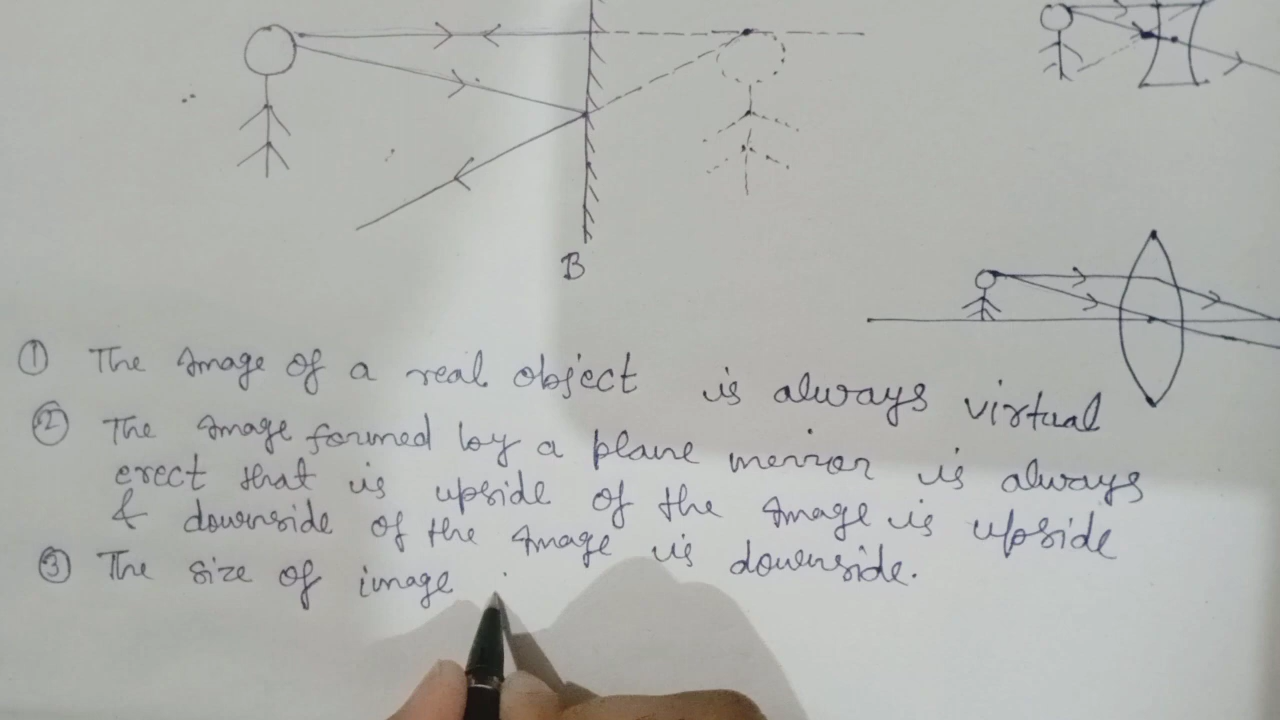 B
① The Image of a real object is always virtual
② The Image formed by a plane mirror is always
erect that is upside of the Image is upside
& downside of the Image is downside.
③ The size of image